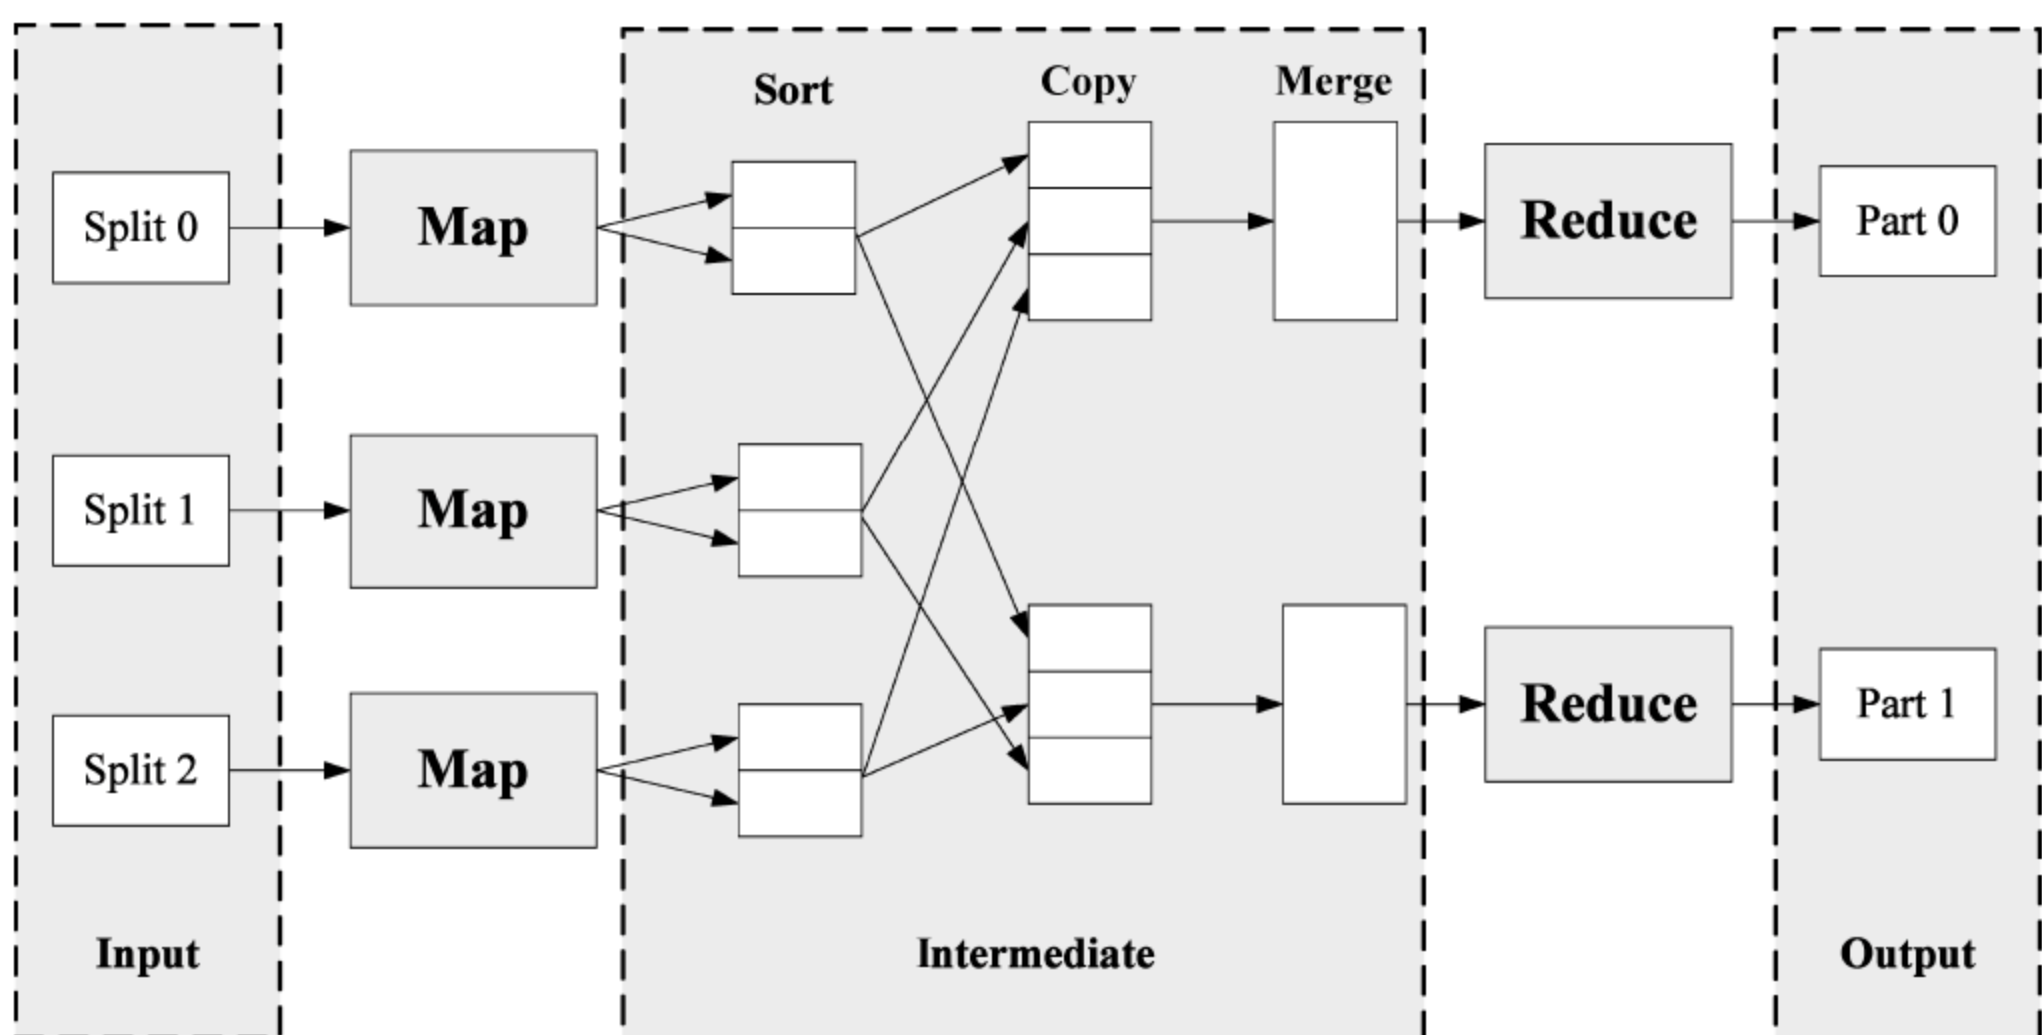 Sort
Copy
Merge
Split 0
Map
Reduce
Part 0
Split 1
Map
Split 2
Map
Reduce
Part 1
Input
Intermediate
Output